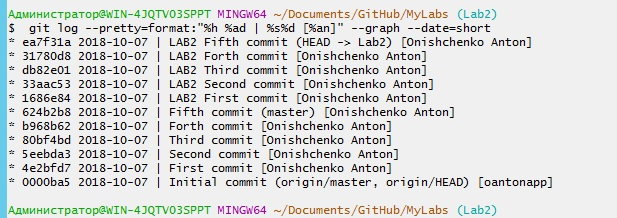 Администратор@WIN-4JQTVO3SPPT MINGW64 ~/Documents/GitHub/MyLabs (Lab2)
$  git log --pretty=format:"%h %ad | %s%d [%an]" --graph --date=short
* ea7f31a 2018-10-07 | LAB2 Fifth commit (HEAD -> Lab2) [Onishchenko Anton]
* 31780d8 2018-10-07 | LAB2 Forth commit [Onishchenko Anton]
* db82e01 2018-10-07 | LAB2 Third commit [Onishchenko Anton]
* 33aac53 2018-10-07 | LAB2 Second commit [Onishchenko Anton]
* 1686e84 2018-10-07 | LAB2 First commit [Onishchenko Anton]
* 624b2b8 2018-10-07 | Fifth commit (master) [Onishchenko Anton]
* b968b62 2018-10-07 | Forth commit [Onishchenko Anton]
* 80bf4bd 2018-10-07 | Third commit [Onishchenko Anton]
* 5eebda3 2018-10-07 | Second commit [Onishchenko Anton]
* 4e2bfd7 2018-10-07 | First commit [Onishchenko Anton]
* 0000ba5 2018-10-07 | Initial commit (origin/master, origin/HEAD) [oantonapp]
Администратор@WIN-4JQTVO3SPPT MINGW64 ~/Documents/GitHub/MyLabs (Lab2)